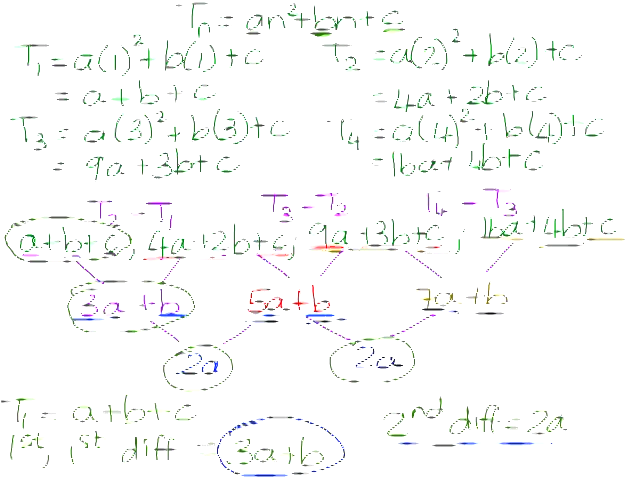 Tₙ = an² + bn + c
T₁ = a(1)² + b(1) + c    T₂ = a(2)² + b(2) + c
= a + b + c    = 4a + 2b + c
T₃ = a(3)² + b(3) + c    T₄ = a(4)² + b(4) + c
= 9a + 3b + c    = 16a + 4b + c
T₂ - T₁    T₃ - T₂    T₄ - T₃
a + b + c, 4a + 2b + c, 9a + 3b + c, 16a + 4b + c
3a + b    5a + b    7a + b
2a    2a
T₁ = a + b + c
1st, 1st diff = 3a + b    2nd diff = 2a